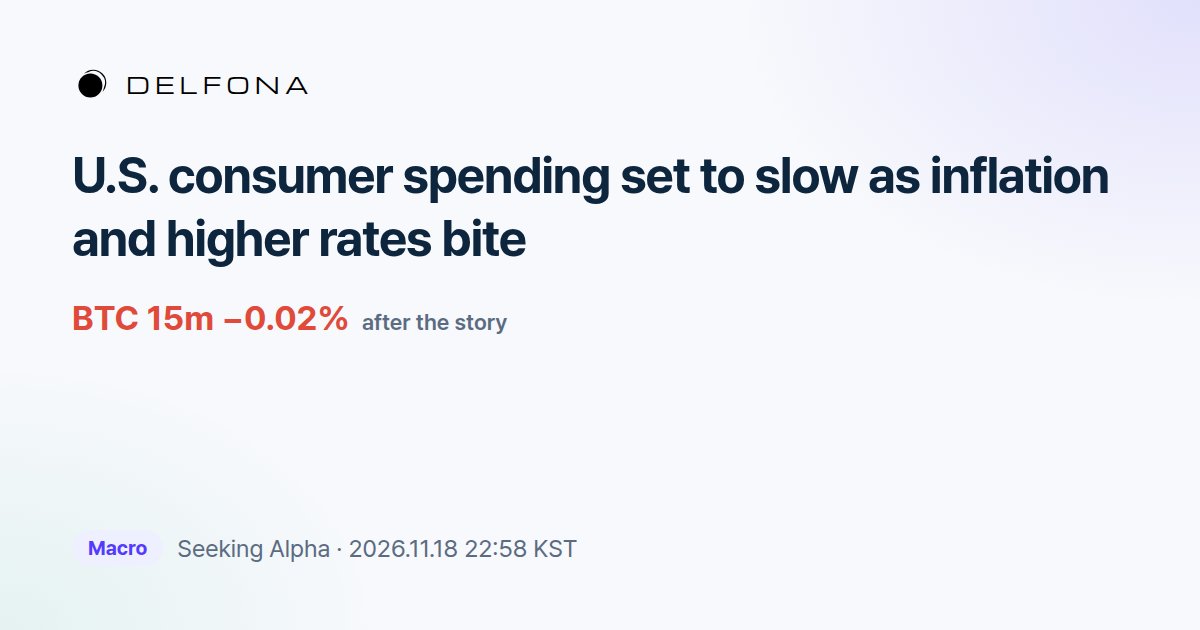 DELFONA
U.S. consumer spending set to slow as inflation
and higher rates bite
BTC 15m −0.02% after the story
Macro Seeking Alpha · 2026.11.18 22:58 KST